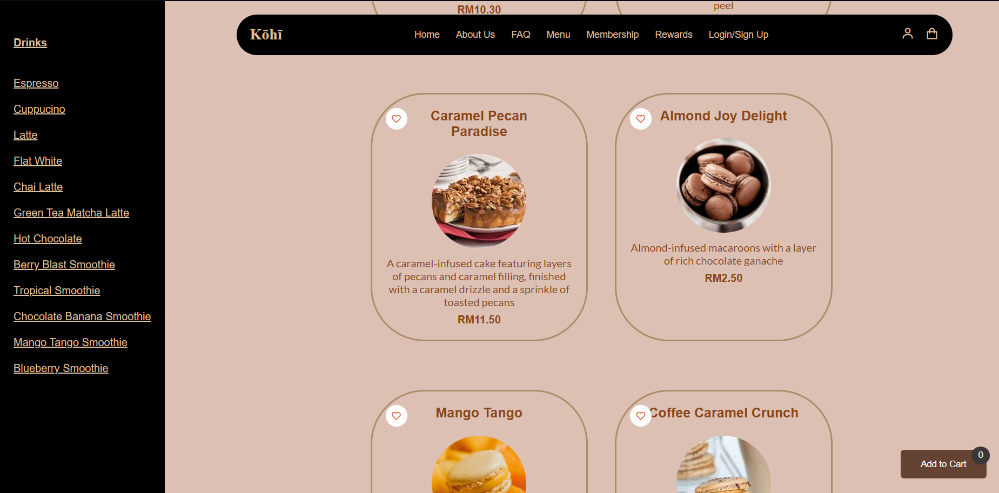 Drinks
Espresso
Cuppucino
Latte
Flat White
Chai Latte
Green Tea Matcha Latte
Hot Chocolate
Berry Blast Smoothie
Tropical Smoothie
Chocolate Banana Smoothie
Mango Tango Smoothie
Blueberry Smoothie
RM10.30
peel
Kōhī
Home
About Us
FAQ
Menu
Membership
Rewards
Login/Sign Up
Caramel Pecan
Paradise
A caramel-infused cake featuring layers
of pecans and caramel filling, finished
with a caramel drizzle and a sprinkle of
toasted pecans
RM11.50
Almond Joy Delight
Almond-infused macaroons with a layer
of rich chocolate ganache
RM2.50
Mango Tango
Coffee Caramel Crunch
Add to Cart
0